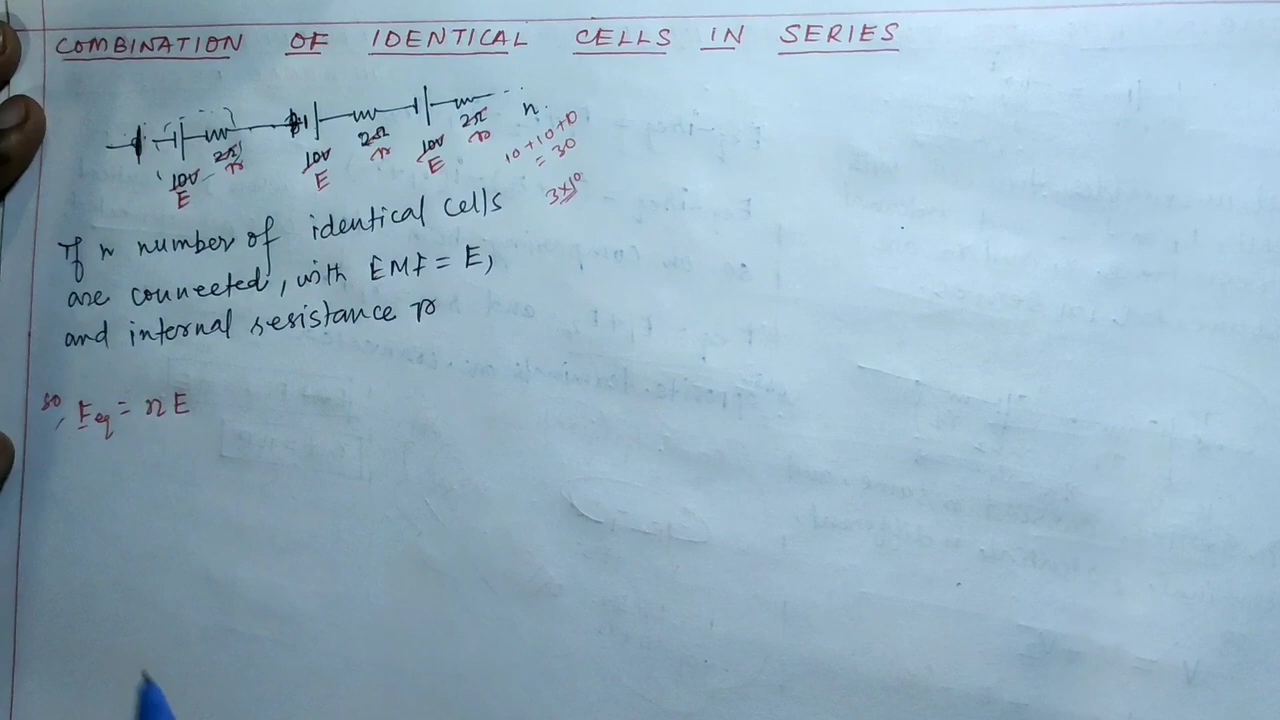 COMBINATION OF IDENTICAL CELLS IN SERIES
2Ω 2Ω 2Ω n.
10V r 10V r 10V r 10+10+10
E E E = 30
3×10
If n number of identical cells
are connected, with EMF = E,
and internal resistance r
so, Eeq = nE